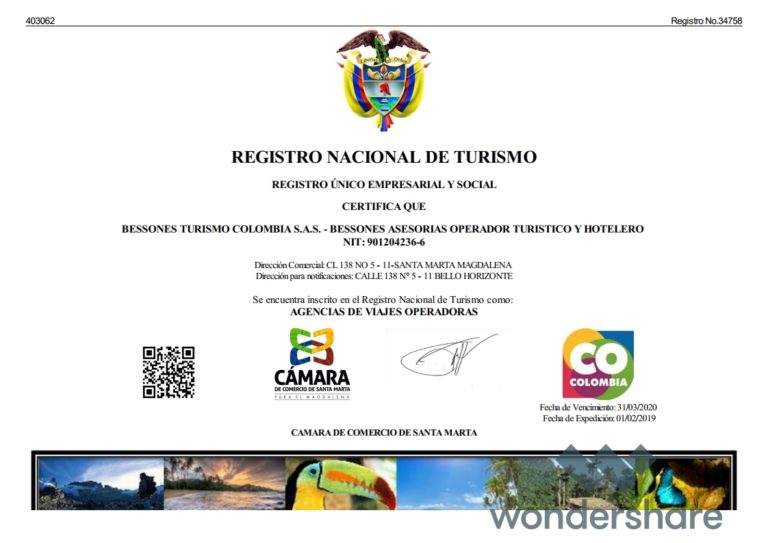 403062
Registro No.34758
REGISTRO NACIONAL DE TURISMO
REGISTRO ÚNICO EMPRESARIAL Y SOCIAL
CERTIFICA QUE
BESSONES TURISMO COLOMBIA S.A.S. - BESSONES ASESORIAS OPERADOR TURISTICO Y HOTELERO
NIT: 901204236-6
Dirección Comercial: CL 138 NO 5 - 11-SANTA MARTA MAGDALENA
Dirección para notificaciones: CALLE 138 N° 5 - 11 BELLO HORIZONTE
Se encuentra inscrito en el Registro Nacional de Turismo como:
AGENCIAS DE VIAJES OPERADORAS
CÁMARA
DE COMERCIO DE SANTA MARTA
PARA EL MAGDALENA
CO
COLOMBIA
Fecha de Vencimiento: 31/03/2020
Fecha de Expedición: 01/02/2019
CAMARA DE COMERCIO DE SANTA MARTA
wondershare